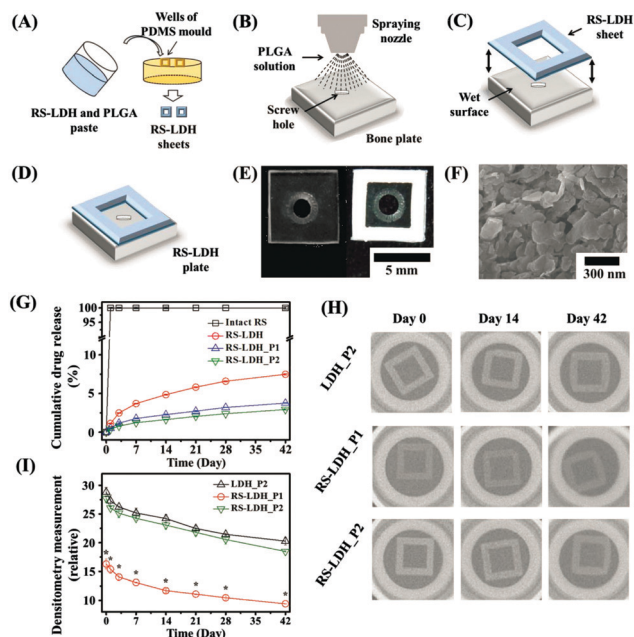 (A)
Wells of
PDMS mould
RS-LDH and PLGA
paste
RS-LDH
sheets
(B)
Spraying
nozzle
PLGA
solution
Screw
hole
Bone plate
(C)
RS-LDH
sheet
Wet
surface
(D)
RS-LDH
plate
(E)
5 mm
(F)
300 nm
(G)
Cumulative drug release
(%)
100
95
10
5
0
Intact RS
RS-LDH
RS-LDH_P1
RS-LDH_P2
0 7 14 21 28 35 42
Time (Day)
(H)
Day 0 Day 14 Day 42
LDH_P2
RS-LDH_P1
RS-LDH_P2
(I)
Densitometry measurement
(relative)
30
25
20
15
10
LDH_P2
RS-LDH_P1
RS-LDH_P2
* * * * * * * *
0 7 14 21 28 35 42
Time (Day)